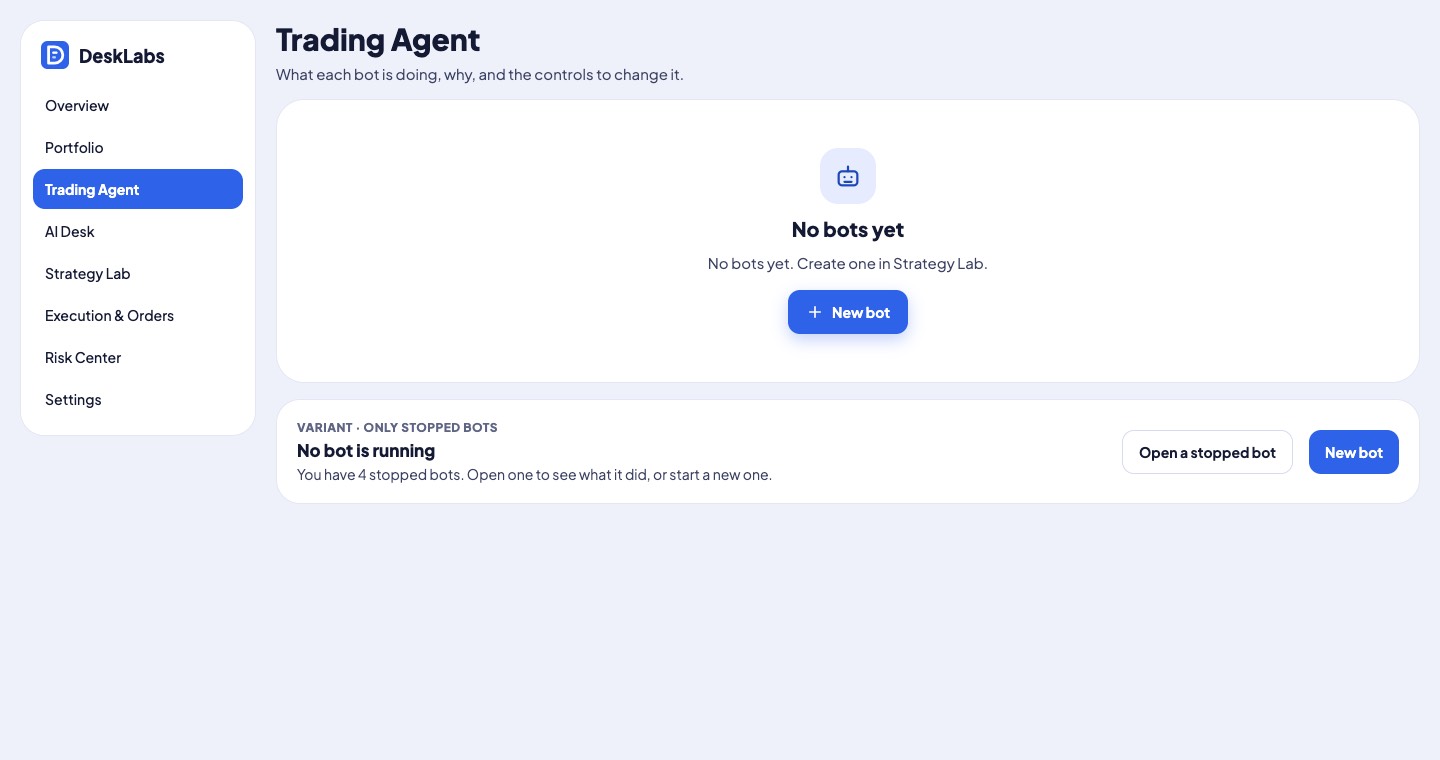 DeskLabs
Overview
Portfolio
Trading Agent
AI Desk
Strategy Lab
Execution & Orders
Risk Center
Settings
Trading Agent
What each bot is doing, why, and the controls to change it.
No bots yet
No bots yet. Create one in Strategy Lab.
New bot
VARIANT · ONLY STOPPED BOTS
No bot is running
You have 4 stopped bots. Open one to see what it did, or start a new one.
Open a stopped bot
New bot